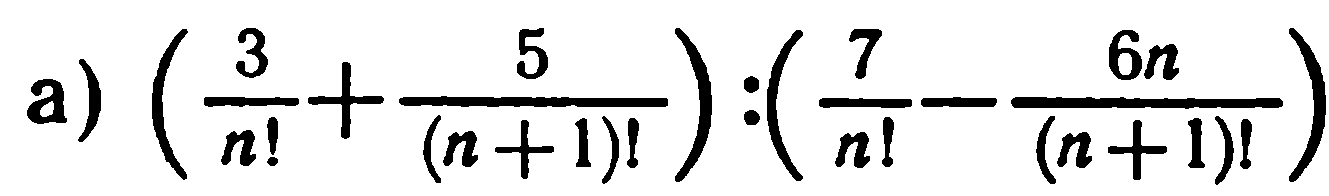 а) (3/n! + 5/(n+1)!) : (7/n! − 6n/(n+1)!)